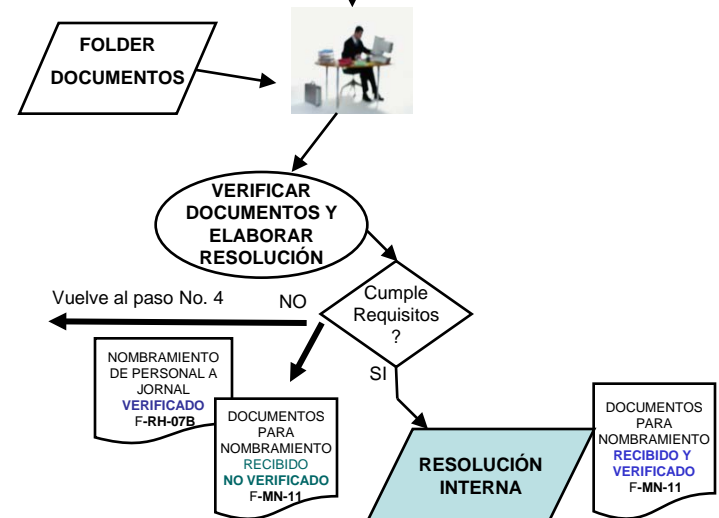 FOLDER
DOCUMENTOS
VERIFICAR
DOCUMENTOS Y
ELABORAR
RESOLUCIÓN
Vuelve al paso No. 4
NO
Cumple
Requisitos
?
SI
NOMBRAMIENTO
DE PERSONAL A
JORNAL
VERIFICADO
F-RH-07B
DOCUMENTOS
PARA
NOMBRAMIENTO
RECIBIDO
NO VERIFICADO
F-MN-11
RESOLUCIÓN
INTERNA
DOCUMENTOS
PARA
NOMBRAMIENTO
RECIBIDO Y
VERIFICADO
F-MN-11